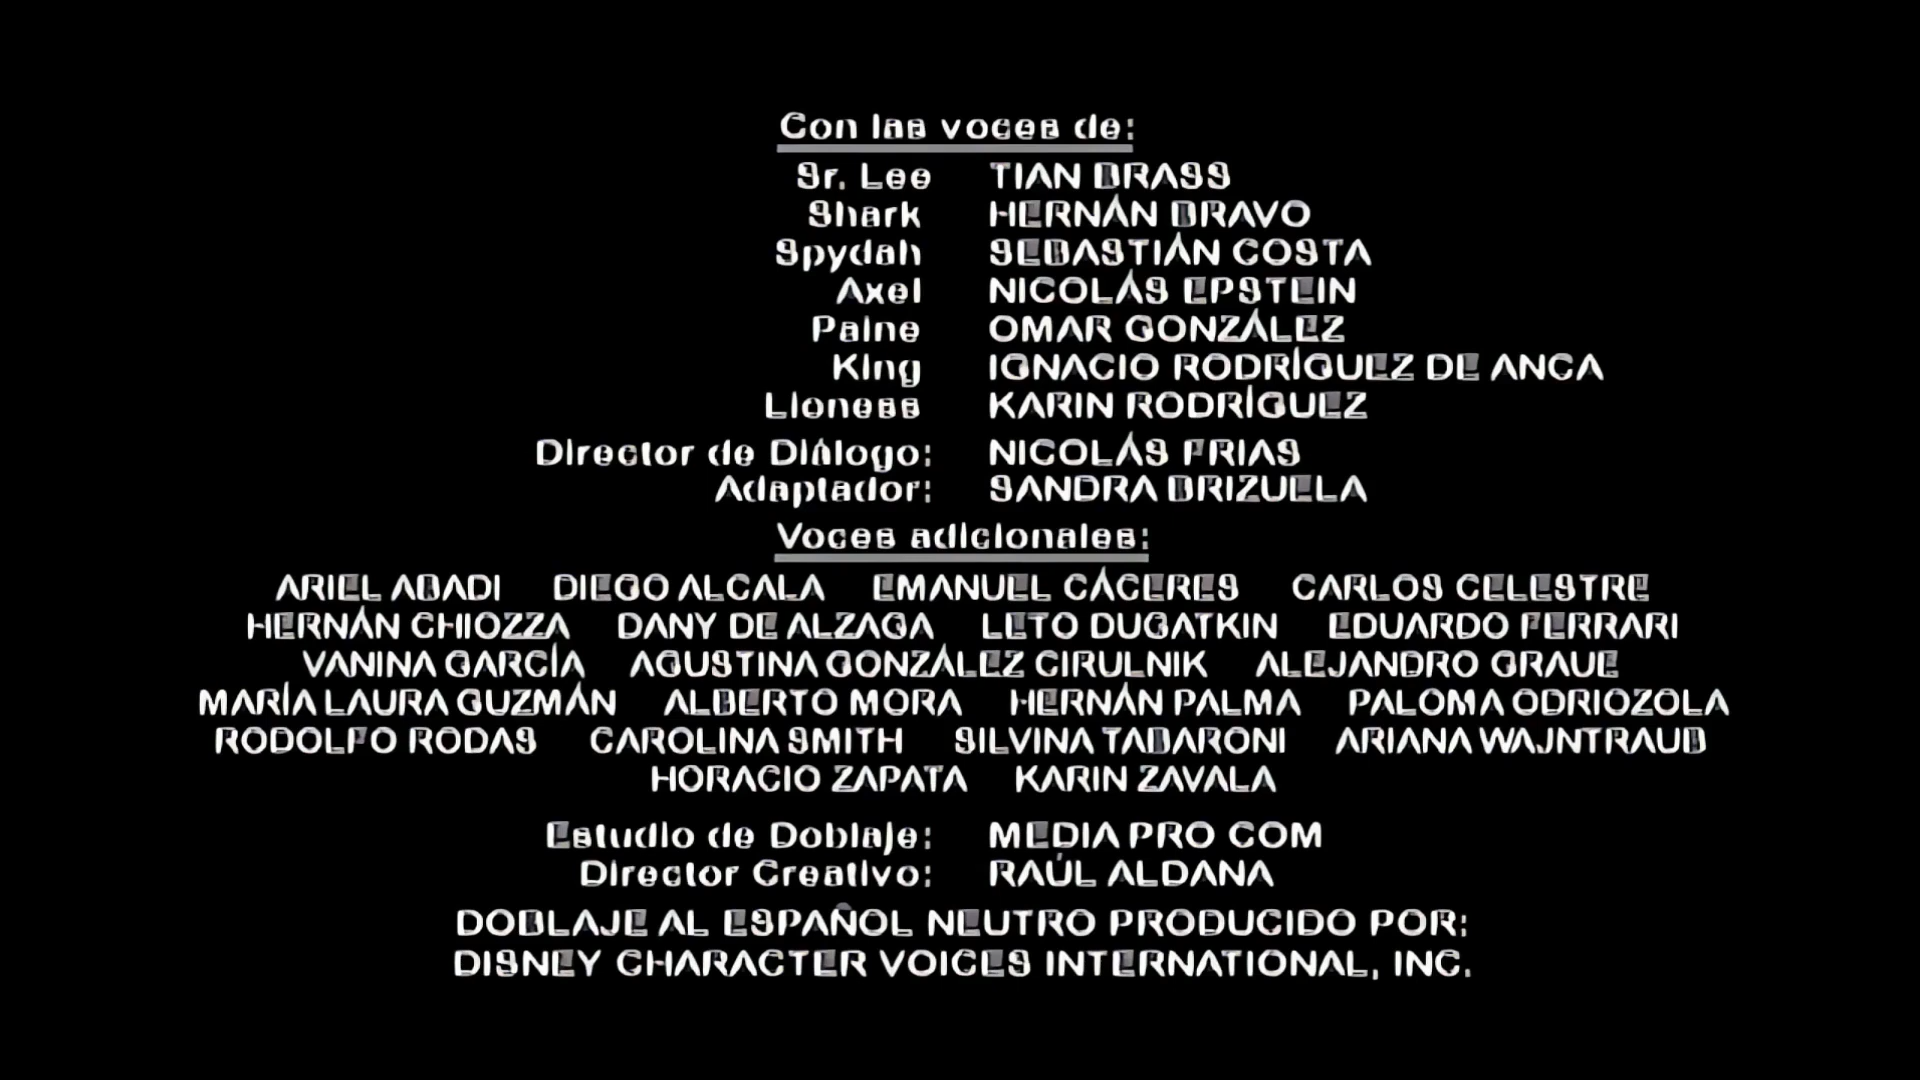 Con las voces de:
Sr. Lee TIAN BRASS
Shark HERNÁN BRAVO
Spydah SEBASTIÁN COSTA
Axel NICOLÁS EPSTEIN
Paine OMAR GONZÁLEZ
King IGNACIO RODRÍGUEZ DE ANCA
Lioness KARIN RODRÍGUEZ
Director de Diálogo: NICOLÁS FRIAS
Adaptador: SANDRA BRIZUELA
Voces adicionales:
ARIEL ABADI DIEGO ALCALA EMANUEL CÁCERES CARLOS CELESTRE
HERNÁN CHIOZZA DANY DE ALZAGA LETO DUGATKIN EDUARDO FERRARI
VANINA GARCÍA AGUSTINA GONZÁLEZ CIRULNIK ALEJANDRO GRAUE
MARÍA LAURA GUZMÁN ALBERTO MORA HERNÁN PALMA PALOMA ODRIOZOLA
RODOLFO RODAS CAROLINA SMITH SILVINA TABARONI ARIANA WAJNTRAUB
HORACIO ZAPATA KARIN ZAVALA
Estudio de Doblaje: MEDIA PRO COM
Director Creativo: RAÚL ALDANA
DOBLAJE AL ESPAÑOL NEUTRO PRODUCIDO POR:
DISNEY CHARACTER VOICES INTERNATIONAL, INC.